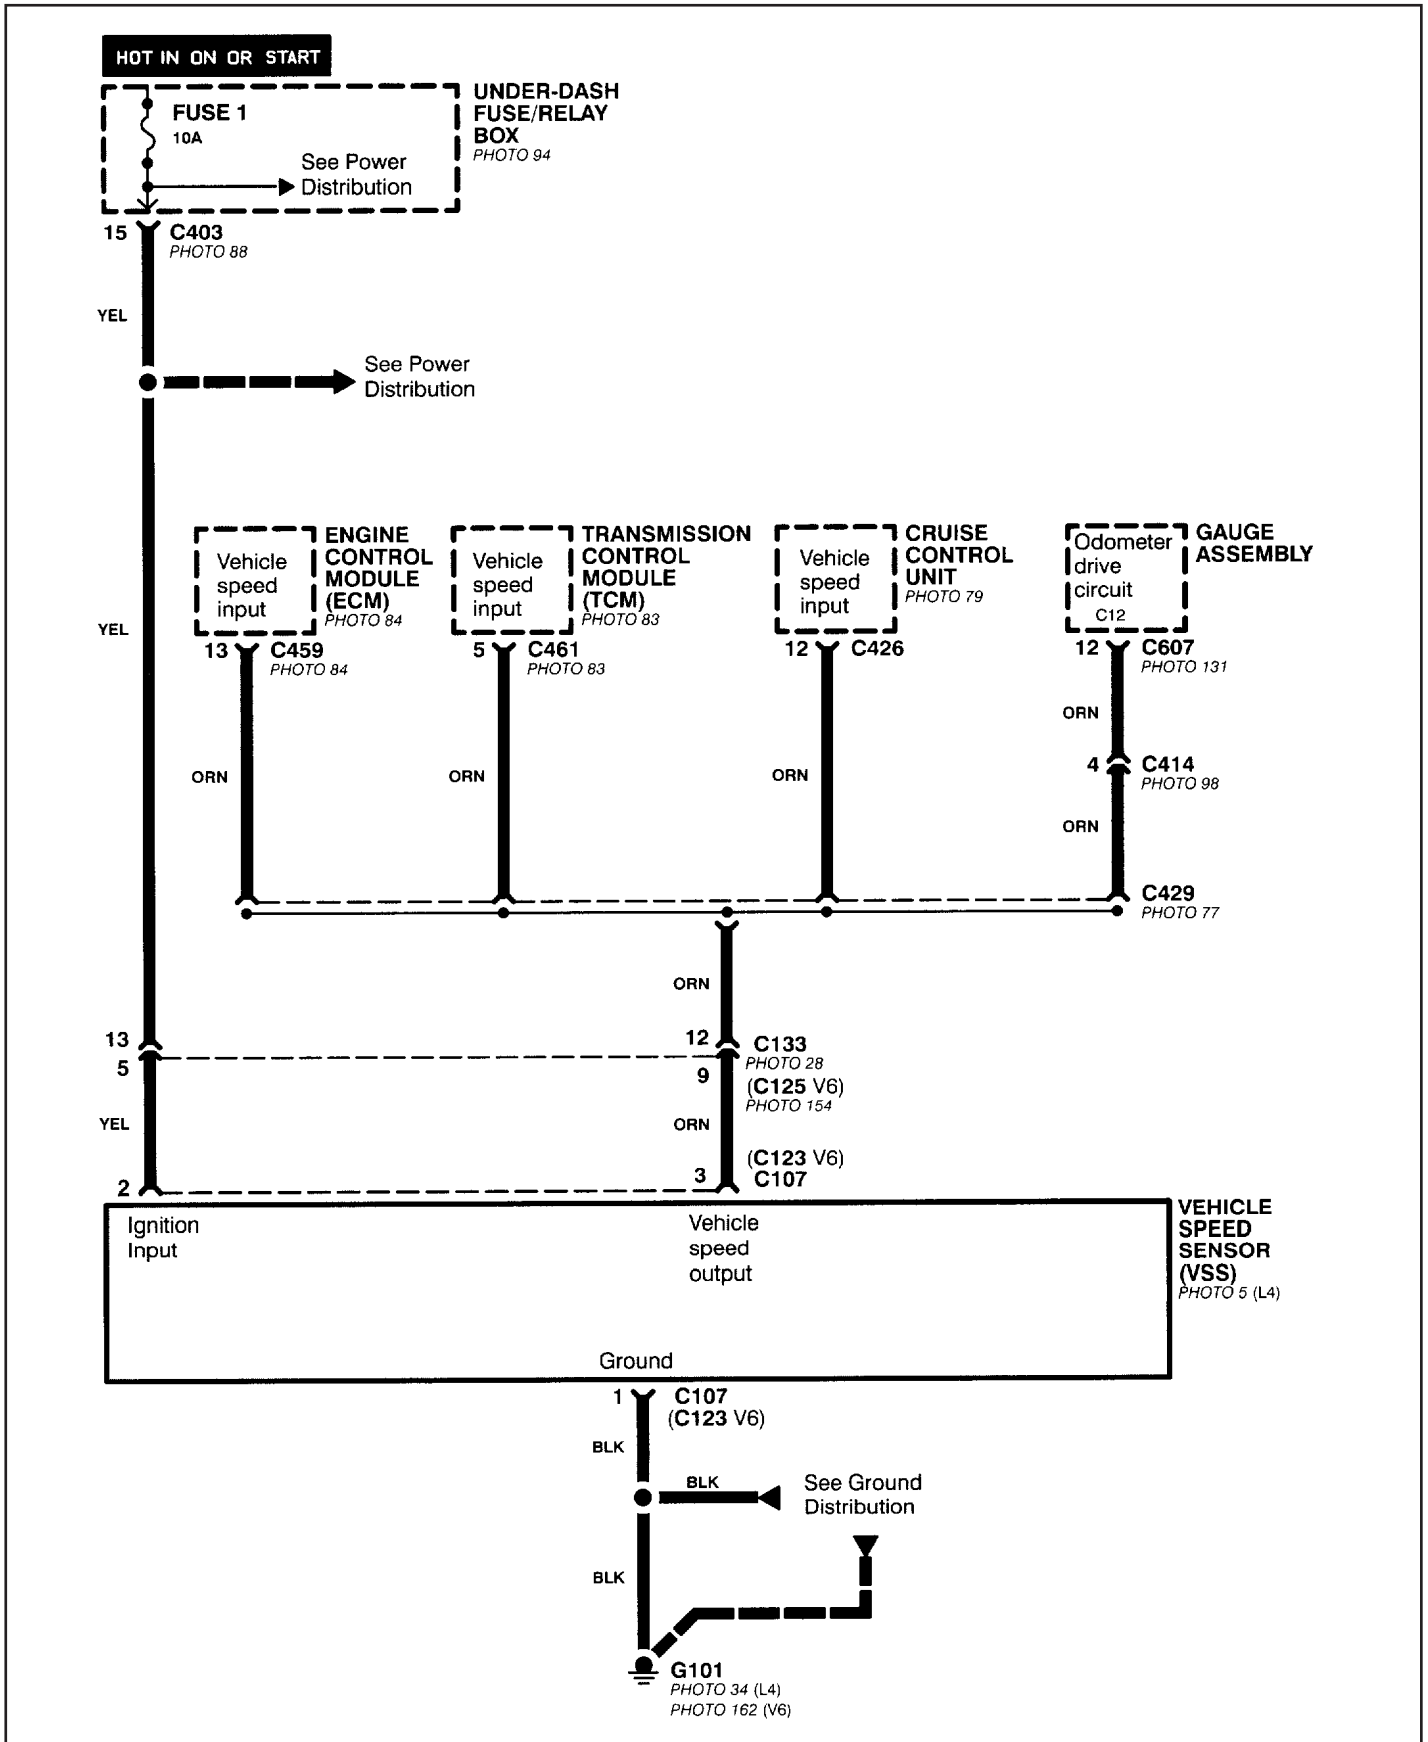 HOT IN ON OR START
UNDER-DASH
FUSE/RELAY
BOX
PHOTO 94
FUSE 1
10A
See Power
Distribution
15
C403
PHOTO 88
YEL
See Power
Distribution
YEL
Vehicle
speed
input
ENGINE
CONTROL
MODULE
(ECM)
PHOTO 84
Vehicle
speed
input
TRANSMISSION
CONTROL
MODULE
(TCM)
PHOTO 83
Vehicle
speed
input
CRUISE
CONTROL
UNIT
PHOTO 79
Odometer
drive
circuit
C12
GAUGE
ASSEMBLY
13
C459
PHOTO 84
5
C461
PHOTO 83
12
C426
12
C607
PHOTO 131
ORN
ORN
ORN
ORN
4
C414
PHOTO 98
ORN
C429
PHOTO 77
ORN
13
5
12
9
C133
PHOTO 28
(C125 V6)
PHOTO 154
YEL
ORN
(C123 V6)
C107
2
3
Ignition
Input
Vehicle
speed
output
Ground
VEHICLE
SPEED
SENSOR
(VSS)
PHOTO 5 (L4)
1
C107
(C123 V6)
BLK
BLK
See Ground
Distribution
BLK
G101
PHOTO 34 (L4)
PHOTO 162 (V6)